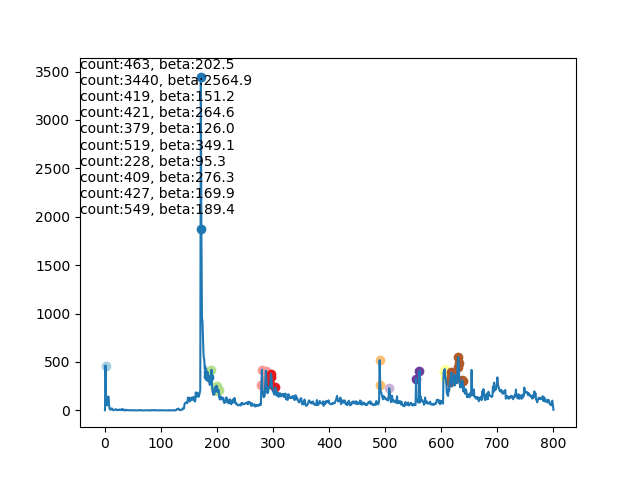 count:463, beta:202.5
count:3440, beta:2564.9
count:419, beta:151.2
count:421, beta:264.6
count:379, beta:126.0
count:519, beta:349.1
count:228, beta:95.3
count:409, beta:276.3
count:427, beta:169.9
count:549, beta:189.4
3500
3000
2500
2000
1500
1000
500
0
0 100 200 300 400 500 600 700 800